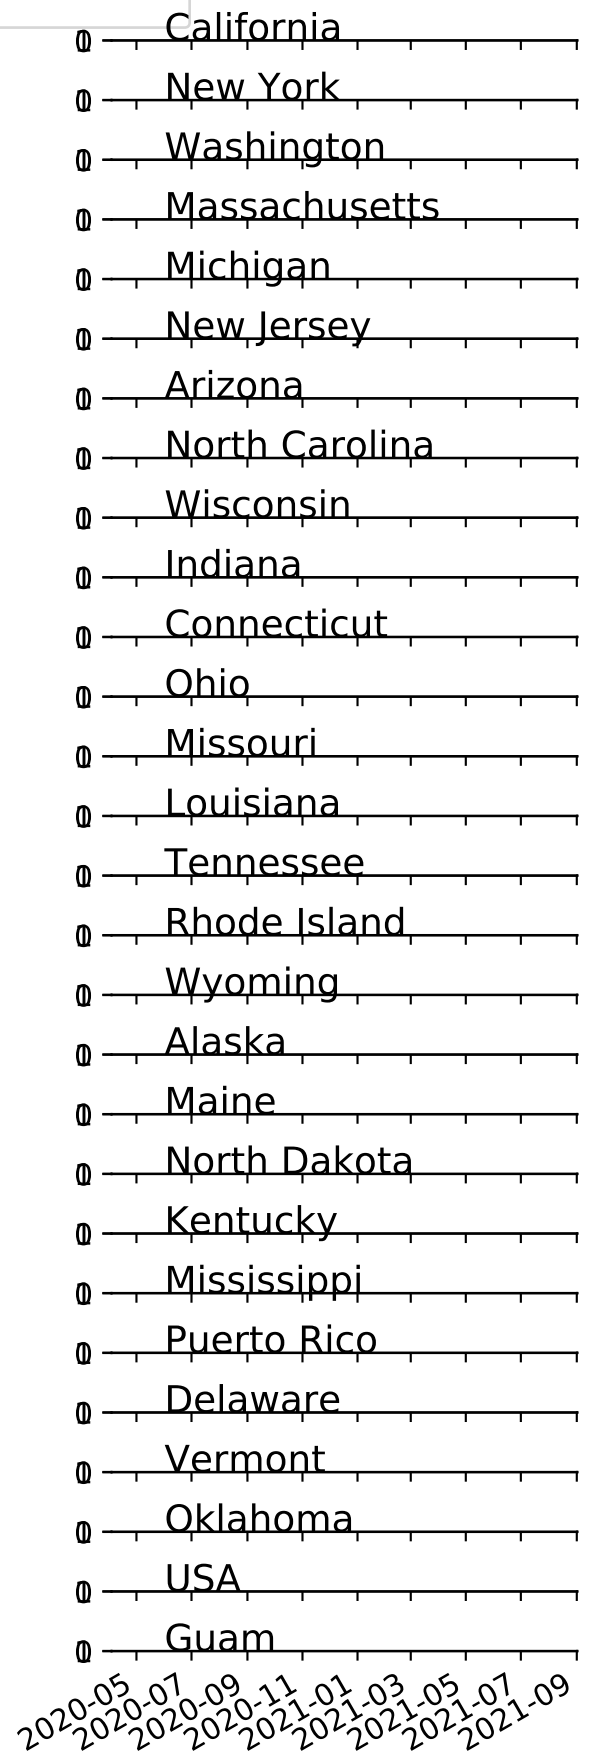 California
New York
Washington
Massachusetts
Michigan
New Jersey
Arizona
North Carolina
Wisconsin
Indiana
Connecticut
Ohio
Missouri
Louisiana
Tennessee
Rhode Island
Wyoming
Alaska
Maine
North Dakota
Kentucky
Mississippi
Puerto Rico
Delaware
Vermont
Oklahoma
USA
Guam
2020-05 2020-07 2020-09 2020-11 2021-01 2021-03 2021-05 2021-07 2021-09